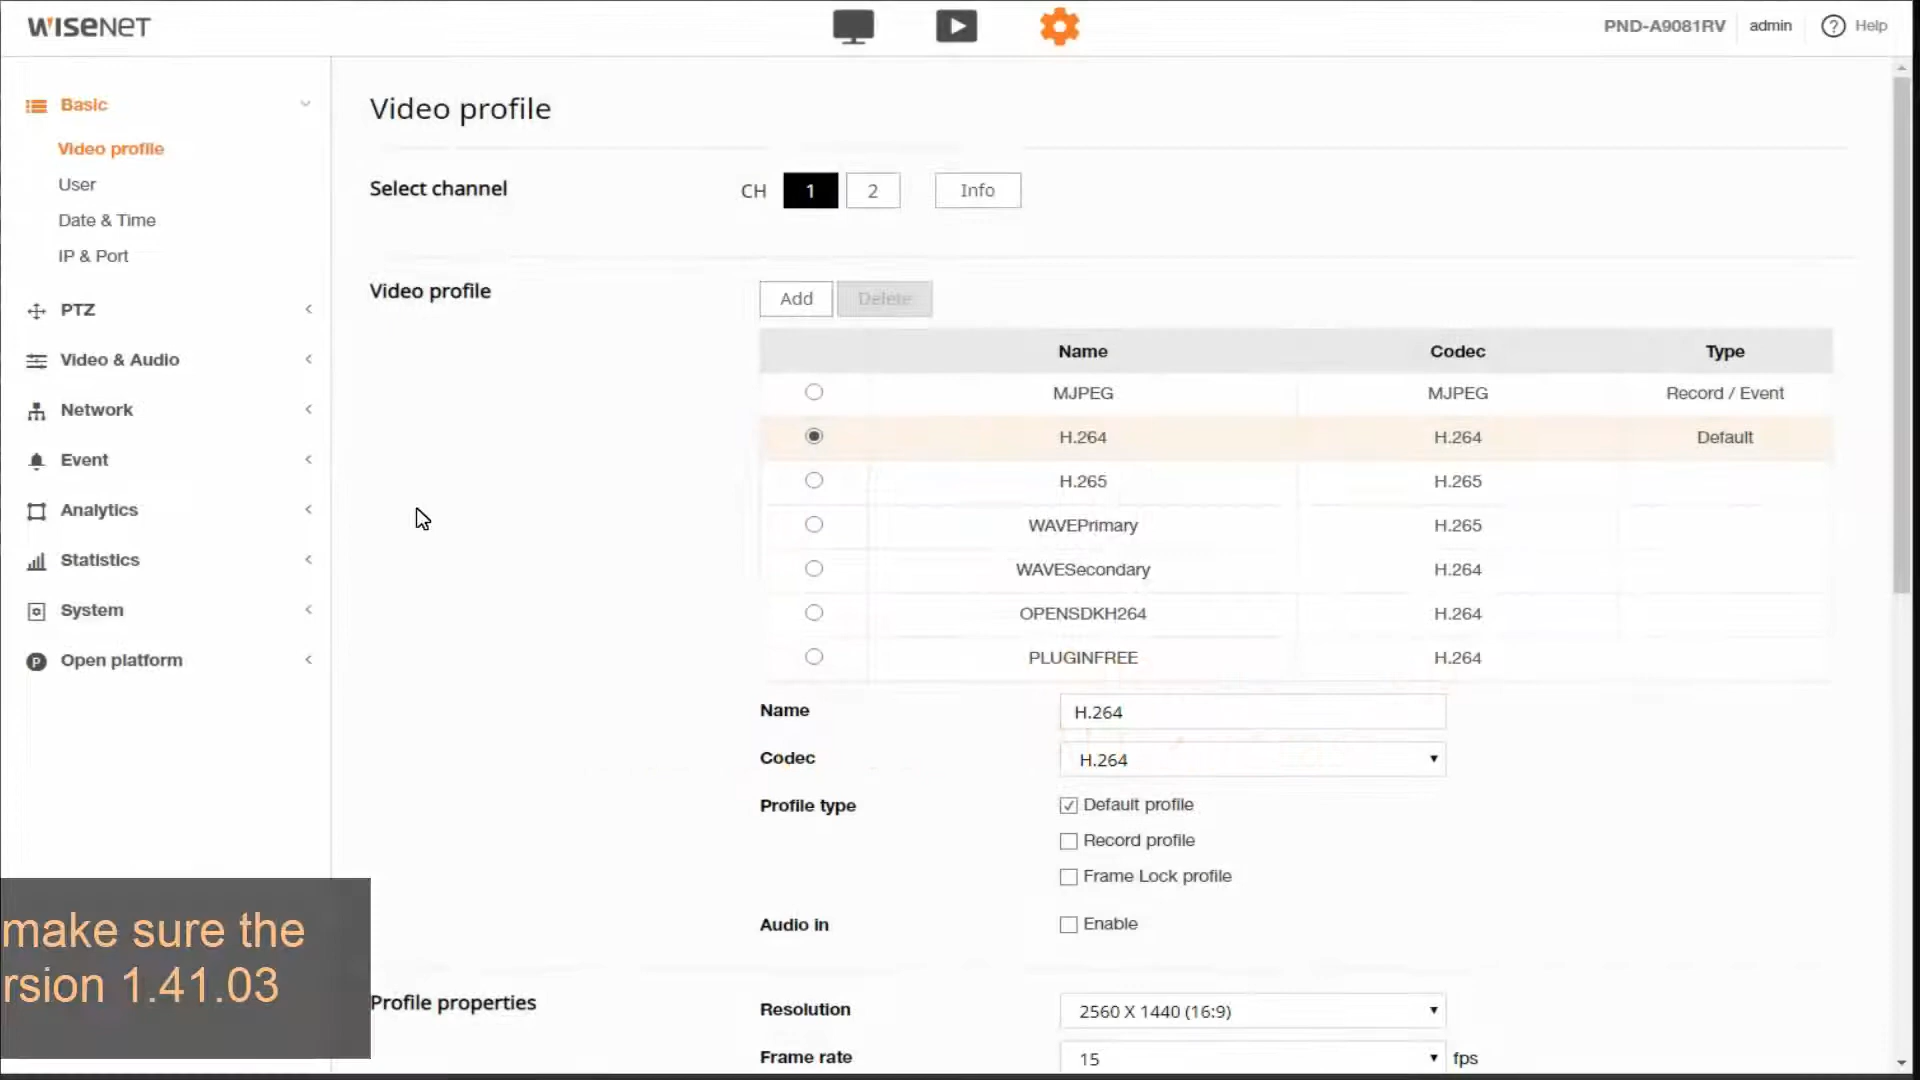 WISENET
PND-A9081RV admin ? Help
Basic
Video profile
User
Date & Time
IP & Port
PTZ
Video & Audio
Network
Event
Analytics
Statistics
System
P Open platform
Video profile
Select channel CH 1 2 Info
Video profile Add Delete
Name Codec Type
MJPEG MJPEG Record / Event
H.264 H.264 Default
H.265 H.265
WAVEPrimary H.265
WAVESecondary H.264
OPENSDKH264 H.264
PLUGINFREE H.264
Name H.264
Codec H.264
Profile type Default profile
Record profile
Frame Lock profile
Audio in Enable
Profile properties Resolution 2560 X 1440 (16:9)
Frame rate 15 fps
make sure the
rsion 1.41.03